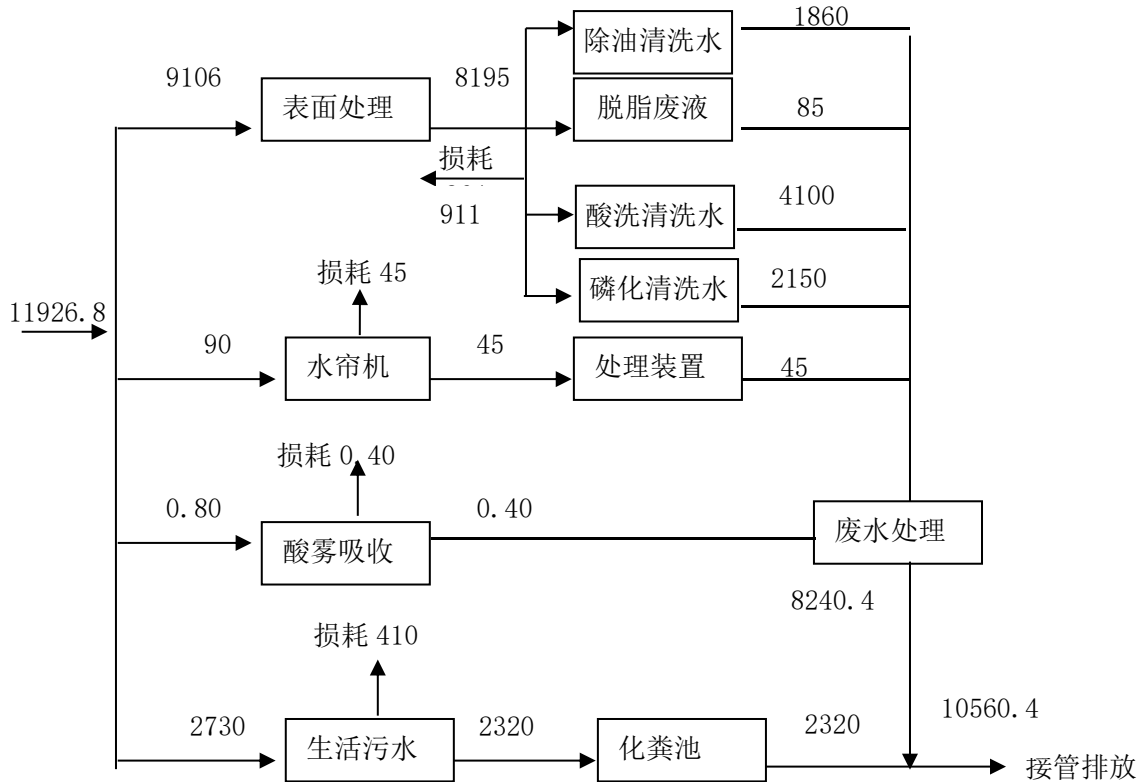 1860
除油清洗水
9106
8195
表面处理
脱脂废液
85
损耗
911
4100
酸洗清洗水
损耗 45
磷化清洗水
2150
11926.8
90
水帘机
45
处理装置
45
损耗 0.40
0.80
0.40
酸雾吸收
废水处理
8240.4
损耗 410
2730
生活污水
2320
化粪池
2320
10560.4
接管排放